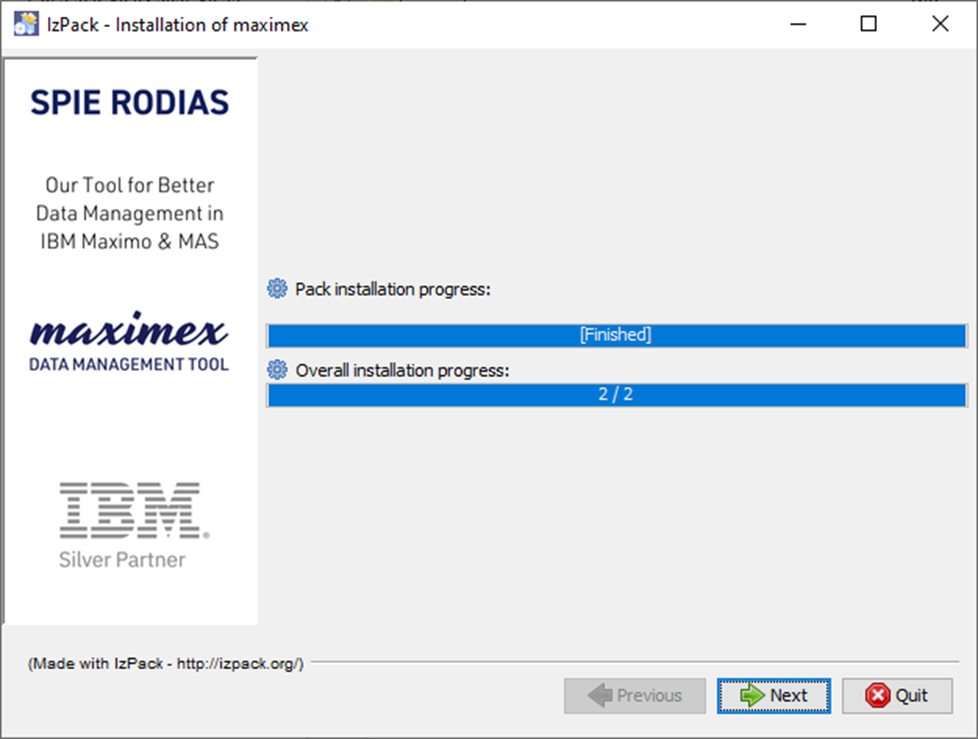 IzPack - Installation of maximex
SPIE RODIAS
Our Tool for Better
Data Management in
IBM Maximo & MAS
maximex
DATA MANAGEMENT TOOL
IBM®
Silver Partner
Pack installation progress:
[Finished]
Overall installation progress:
2 / 2
(Made with IzPack - http://izpack.org/)
Previous
Next
Quit